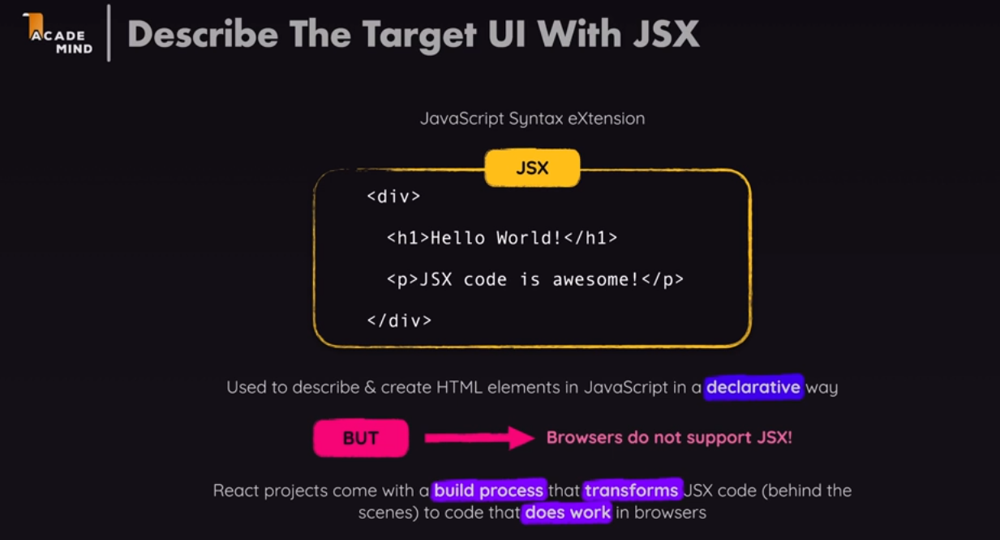 ACADE
MIND
Describe The Target UI With JSX
JavaScript Syntax eXtension
JSX
<div>
<h1>Hello World!</h1>
<p>JSX code is awesome!</p>
</div>
Used to describe & create HTML elements in JavaScript in a declarative way
BUT
Browsers do not support JSX!
React projects come with a build process that transforms JSX code (behind the
scenes) to code that does work in browsers